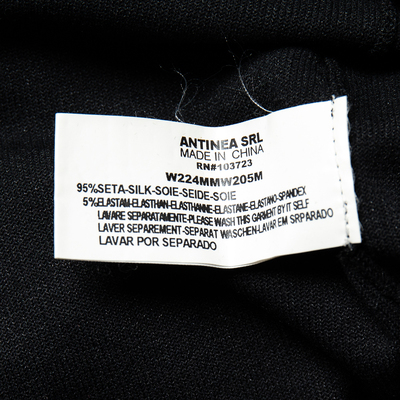 ANTINEA SRL
MADE IN CHINA
RN#103723
W224MMW205M
95%SETA-SILK-SOIE-SEIDE-SOIE
5%ELASTAM-ELASTHAN-ELASTHANNE-ELASTANE-ELASTANO-SPANDEX
LAVARE SEPARATAMENTE-PLEASE WASH THIS GARMENT BY IT SELF
LAVER SEPAREMENT-SEPARAT WASCHEN-LAVAR EM SRPARADO
LAVAR POR SEPARADO